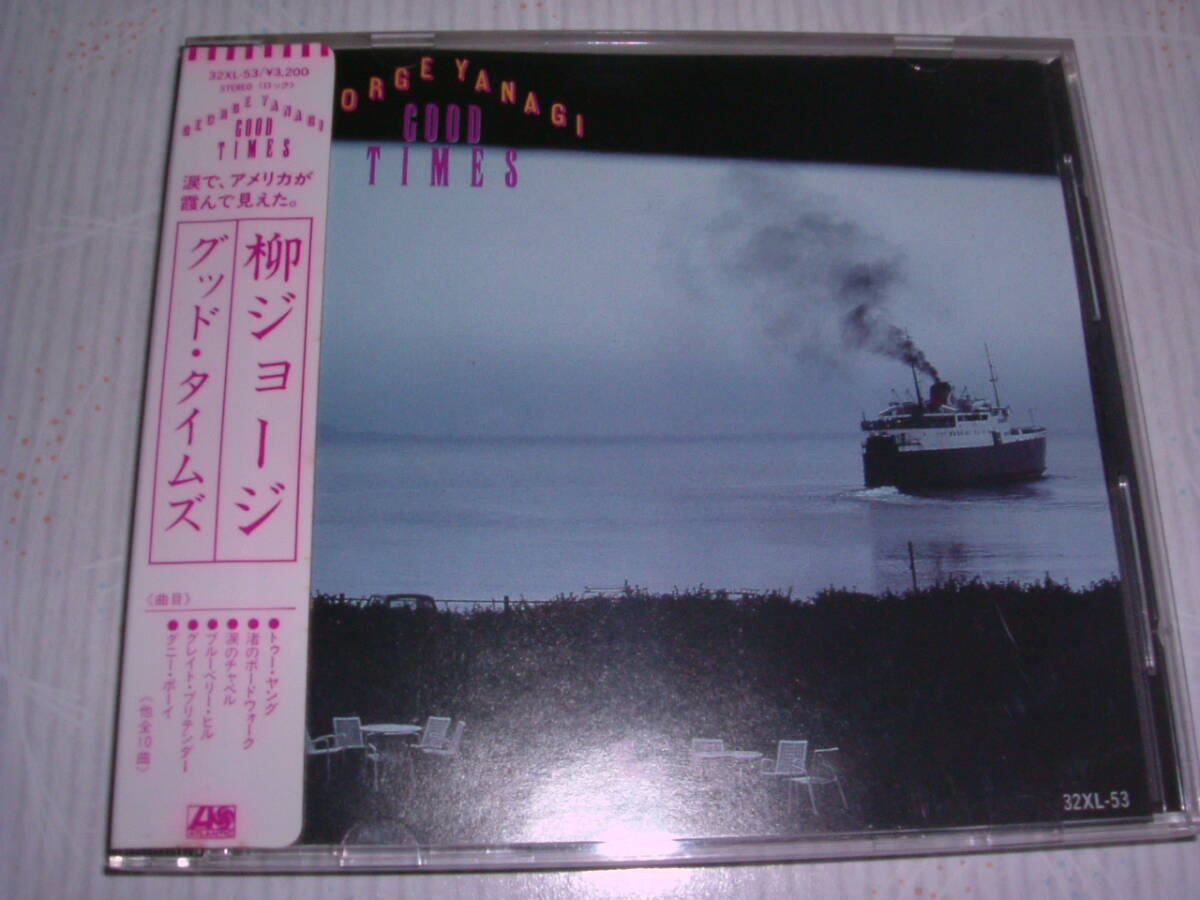 32XL-53/¥3,200
STEREO 〈ロック〉
GEORGE YANAGI
GOOD
TIMES
涙で、アメリカが
霞んで見えた。
柳ジョージ
グッド・タイムズ
《曲目》
●トゥー・ヤング
●渚のボードウォーク
●涙のチャペル
●ブルーベリー・ヒル
●グレイト・プリテンダー
●ダニー・ボーイ
《他全10曲》
ORGE YANAGI
GOOD
TIMES
32XL-53